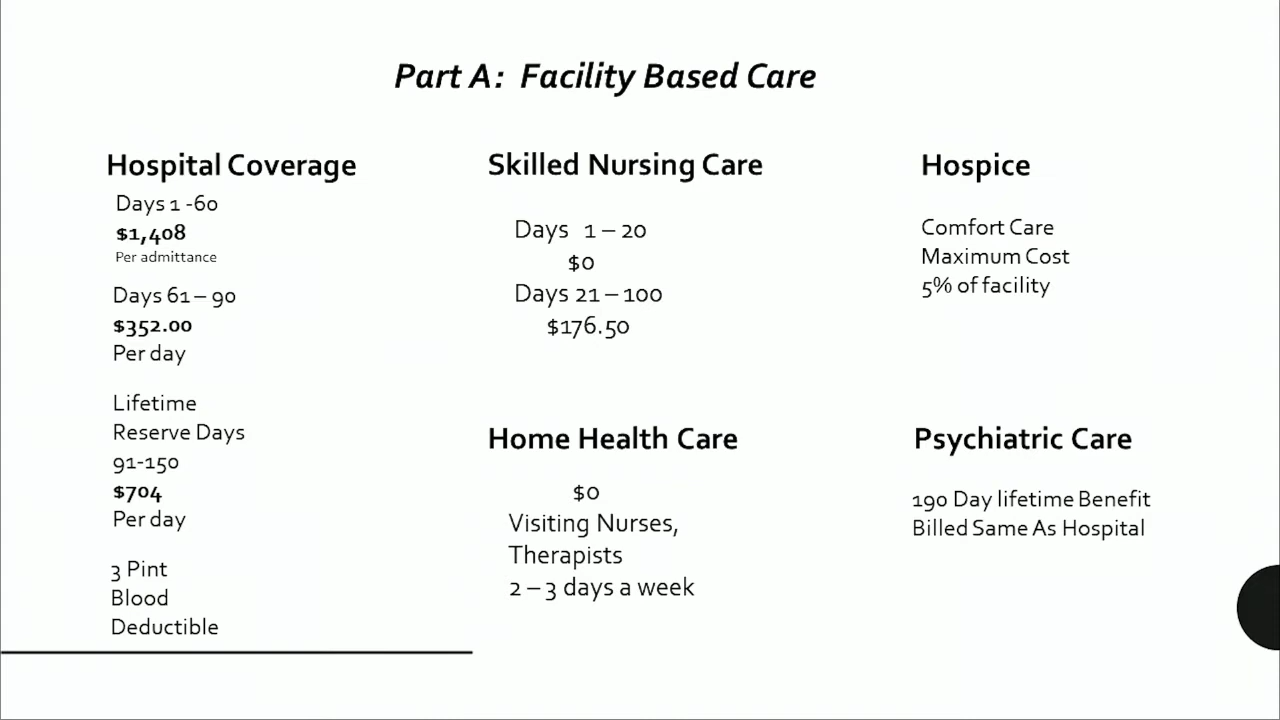 Part A:  Facility Based Care
Hospital Coverage
Days 1 -60
$1,408
Per admittance
Days 61 – 90
$352.00
Per day
Lifetime
Reserve Days
91-150
$704
Per day
3 Pint
Blood
Deductible
Skilled Nursing Care
Days  1 – 20
$0
Days 21 – 100
$176.50
Home Health Care
$0
Visiting Nurses,
Therapists
2 – 3 days a week
Hospice
Comfort Care
Maximum Cost
5% of facility
Psychiatric Care
190 Day lifetime Benefit
Billed Same As Hospital